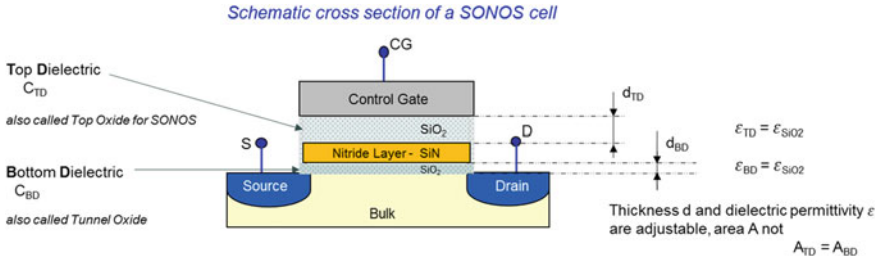 Schematic cross section of a SONOS cell
CG
Top Dielectric
C_TD
also called Top Oxide for SONOS
Control Gate
d_TD
SiO₂
ε_TD = ε_SiO2
S
D
Nitride Layer - SiN
d_BD
Bottom Dielectric
C_BD
also called Tunnel Oxide
SiO₂
ε_BD = ε_SiO2
Source
Drain
Bulk
Thickness d and dielectric permittivity ε
are adjustable, area A not
A_TD = A_BD